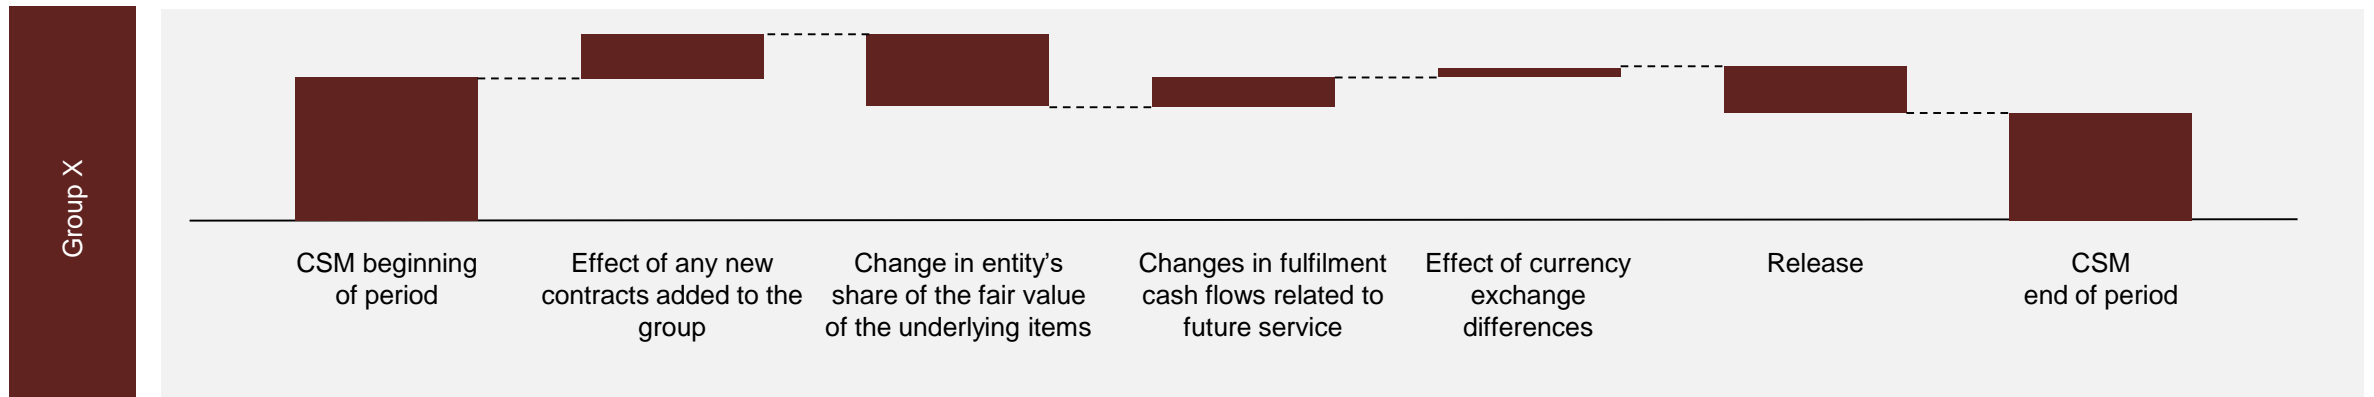 Group X
CSM beginning
of period
Effect of any new
contracts added to the
group
Change in entity’s
share of the fair value
of the underlying items
Changes in fulfilment
cash flows related to
future service
Effect of currency
exchange
differences
Release
CSM
end of period